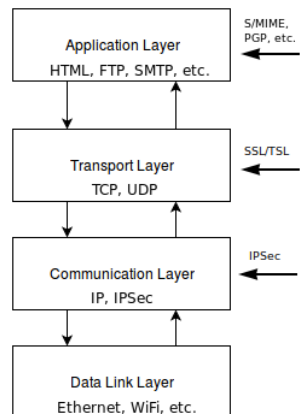 S/MIME,
PGP, etc.
Application Layer
HTML, FTP, SMTP, etc.
SSL/TSL
Transport Layer
TCP, UDP
IPSec
Communication Layer
IP, IPSec
Data Link Layer
Ethernet, WiFi, etc.